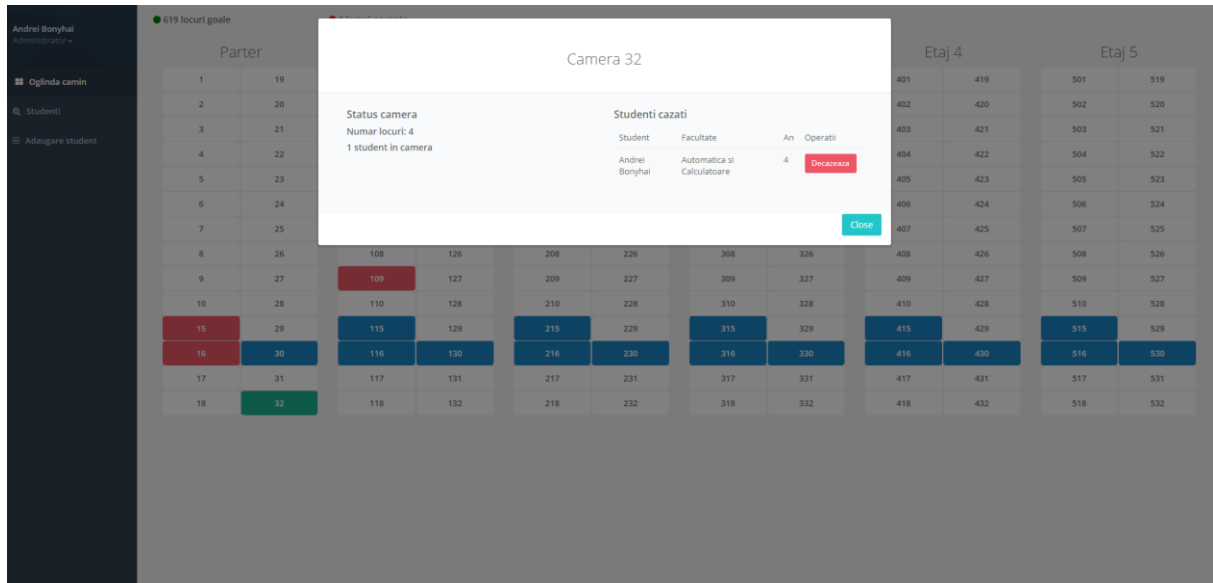 Andrei Bonyhai
Administrator
Oglinda camin
Studenti
Adaugare student
619 locuri goale
Parter
Etaj 4
Etaj 5
Camera 32
Status camera
Numar locuri: 4
1 student in camera
Studenti cazati
Student Facultate An Operatii
Andrei Automatica si 4 Decazeaza
Bonyhai Calculatoare
Close
1 19 401 419 501 519
2 20 402 420 502 520
3 21 403 421 503 521
4 22 404 422 504 522
5 23 405 423 505 523
6 24 406 424 506 524
7 25 407 425 507 525
8 26 108 126 208 226 308 326 408 426 508 526
9 27 109 127 209 227 309 327 409 427 509 527
10 28 110 128 210 228 310 328 410 428 510 528
15 29 115 129 215 229 315 329 415 429 515 529
16 30 116 130 216 230 316 330 416 430 516 530
17 31 117 131 217 231 317 331 417 431 517 531
18 32 118 132 218 232 318 332 418 432 518 532